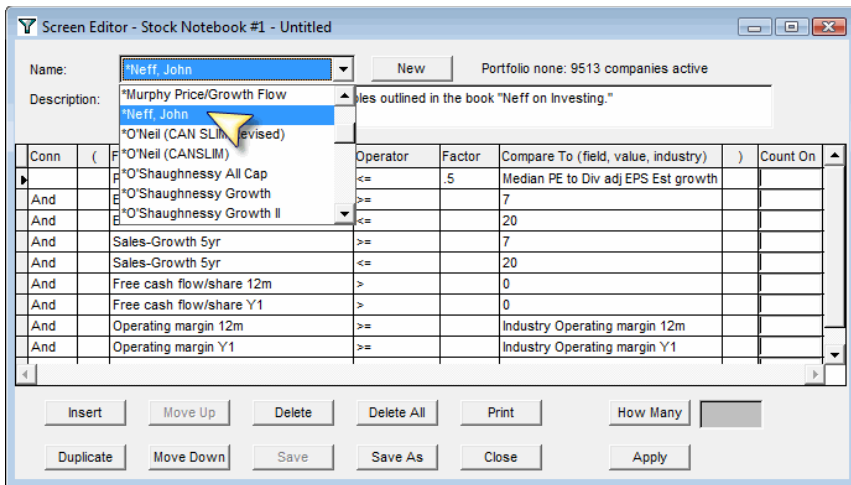 Screen Editor - Stock Notebook #1 - Untitled
Name: *Neff, John New Portfolio none: 9513 companies active
Description: *Murphy Price/Growth Flow outlined in the book "Neff on Investing."
*Neff, John
*O'Neil (CAN SLIM
*O'Neil (CANSLIM)
*O'Shaughnessy All Cap
*O'Shaughnessy Growth
*O'Shaughnessy Growth II
Conn ( Operator Factor Compare To (field, value, industry) ) Count On
<= .5 Median PE to Div adj EPS Est growth
And >= 7
And <= 20
And Sales-Growth 5yr >= 7
And Sales-Growth 5yr <= 20
And Free cash flow/share 12m > 0
And Free cash flow/share Y1 > 0
And Operating margin 12m >= Industry Operating margin 12m
And Operating margin Y1 >= Industry Operating margin Y1
Insert Move Up Delete Delete All Print How Many
Duplicate Move Down Save Save As Close Apply